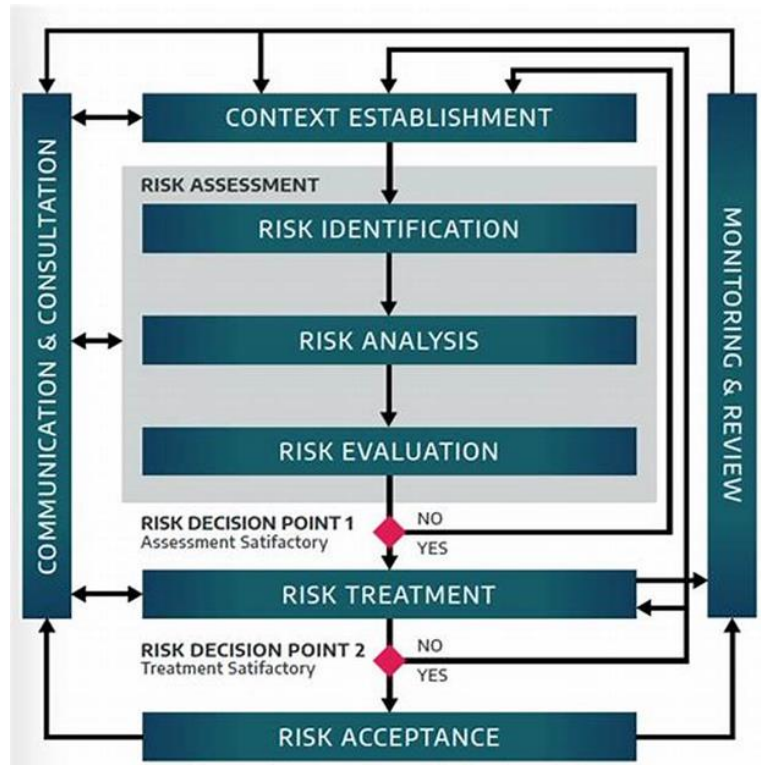 CONTEXT ESTABLISHMENT
COMMUNICATION & CONSULTATION
MONITORING & REVIEW
RISK ASSESSMENT
RISK IDENTIFICATION
RISK ANALYSIS
RISK EVALUATION
RISK DECISION POINT 1
Assessment Satifactory
NO
YES
RISK TREATMENT
RISK DECISION POINT 2
Treatment Satifactory
NO
YES
RISK ACCEPTANCE